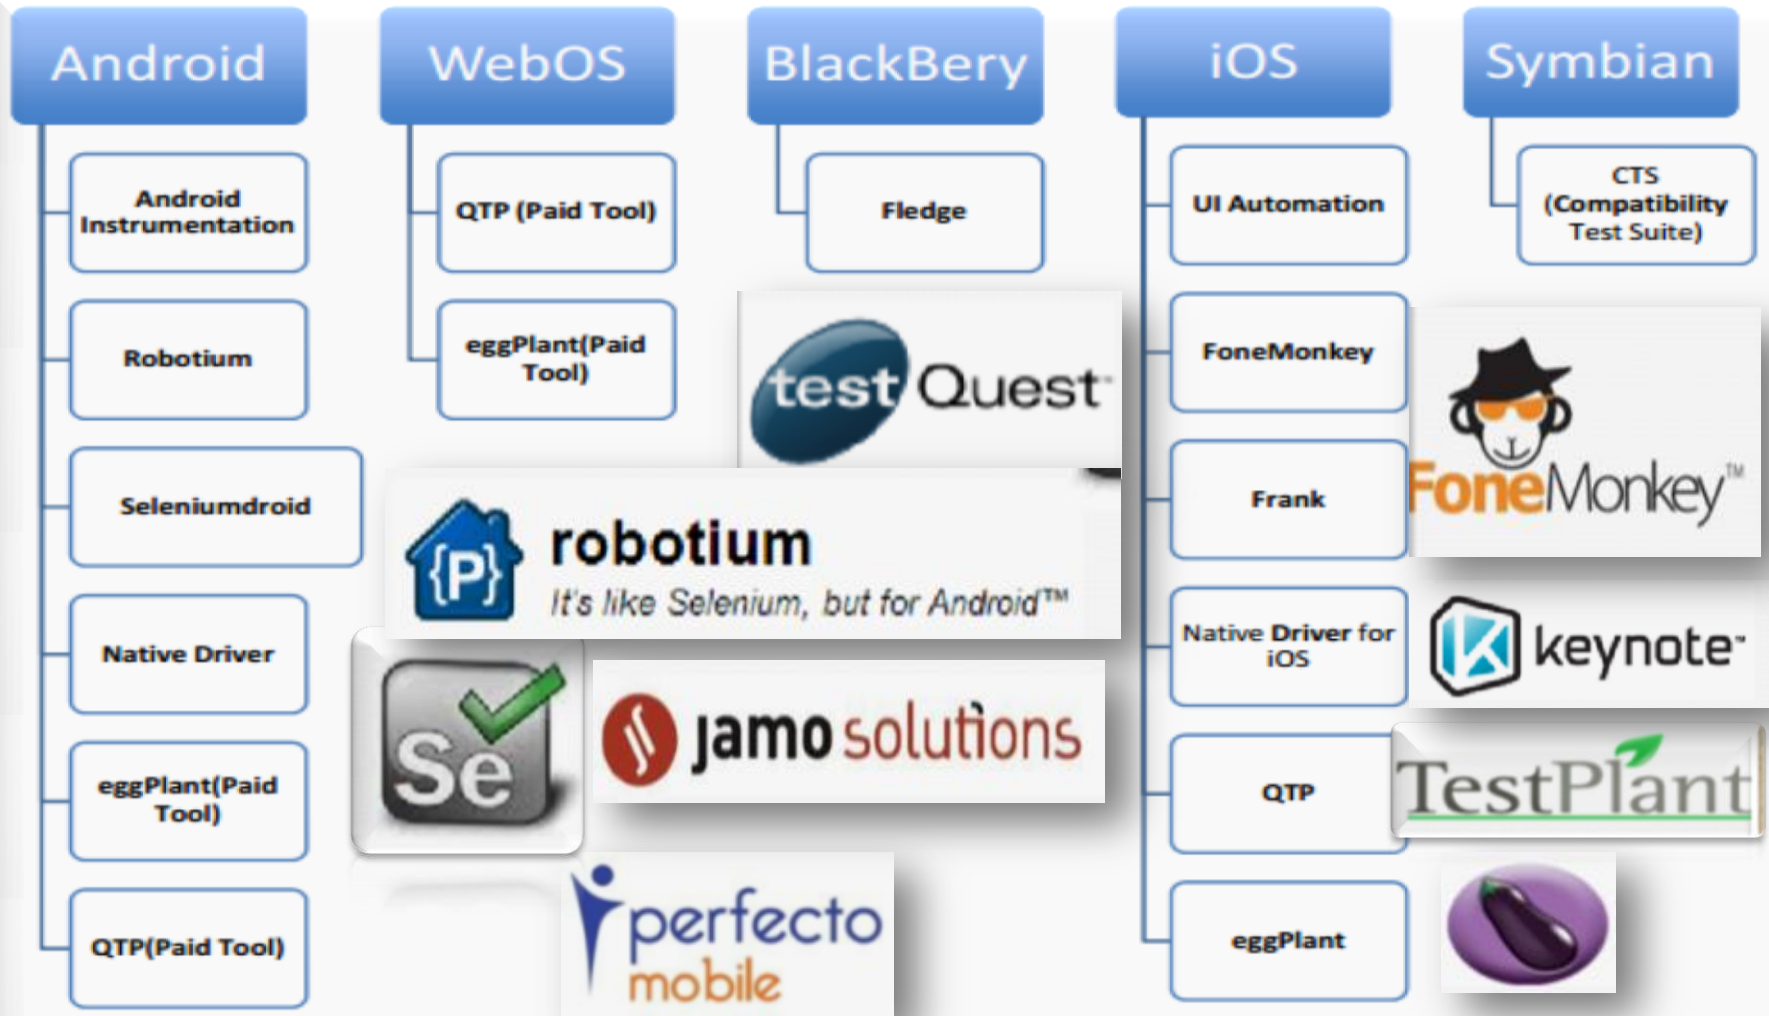 Android
Android
Instrumentation
Robotium
Seleniumdroid
Native Driver
eggPlant(Paid
Tool)
QTP(Paid Tool)
WebOS
QTP (Paid Tool)
eggPlant(Paid
Tool)
BlackBery
Fledge
test Quest™
robotium
{P}
It's like Selenium, but for Android™
Se
jamo solutions
perfecto
mobile
iOS
UI Automation
FoneMonkey
Frank
Native Driver for
iOS
QTP
eggPlant
Symbian
CTS
(Compatibility
Test Suite)
FoneMonkey™
keynote™
TestPlant